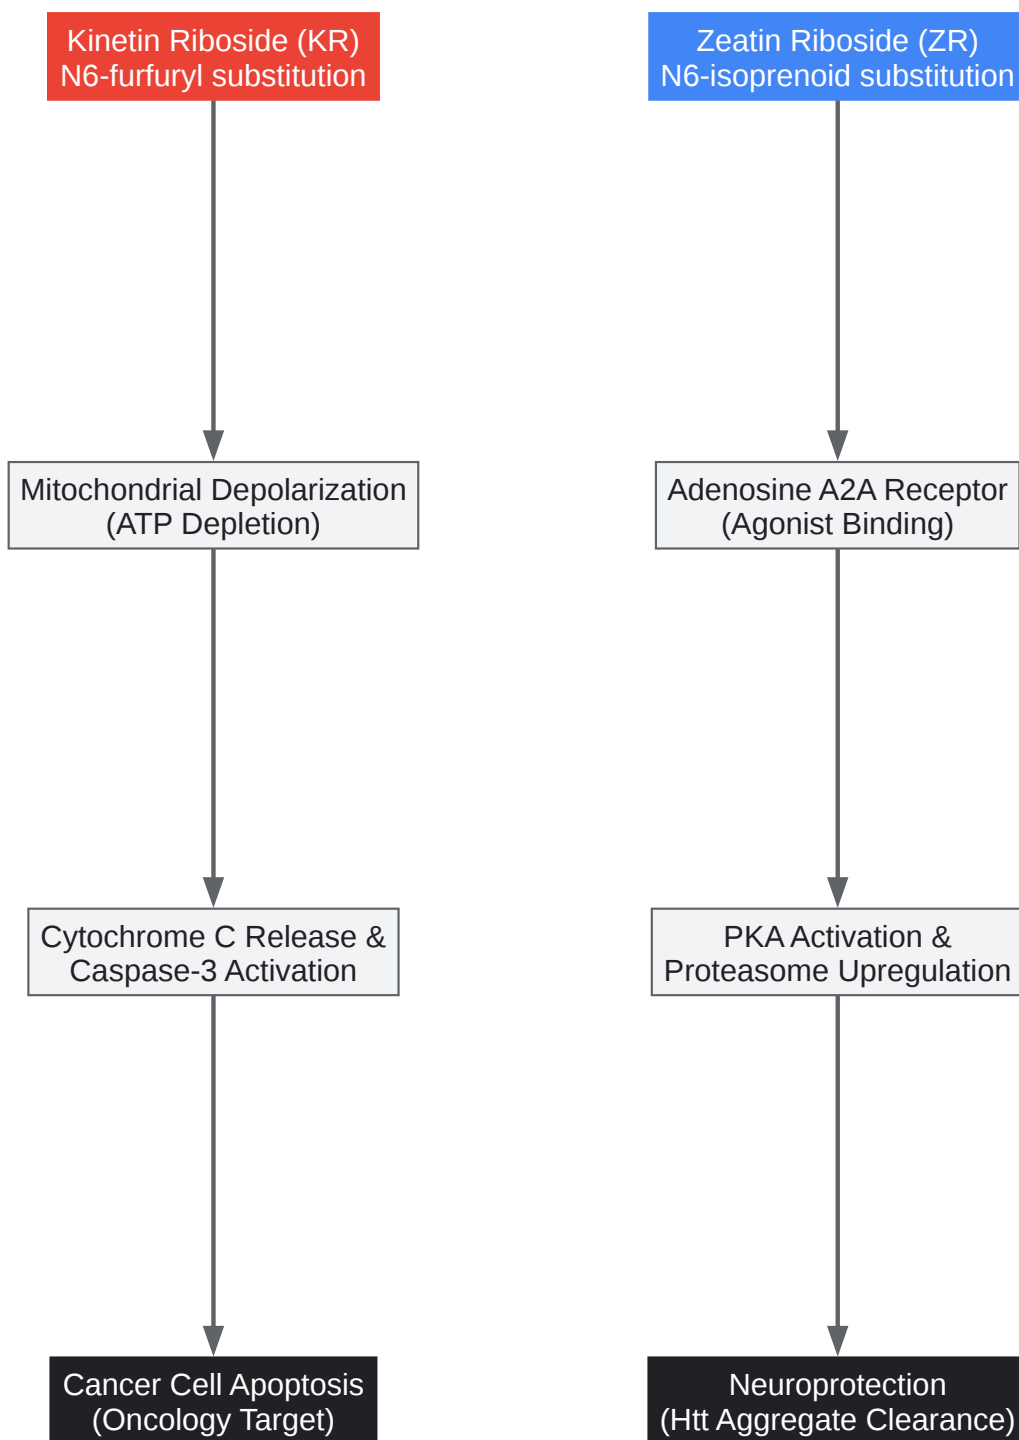 Kinetin Riboside (KR)
N6-furfuryl substitution
Zeatin Riboside (ZR)
N6-isoprenoid substitution
Mitochondrial Depolarization
(ATP Depletion)
Adenosine A2A Receptor
(Agonist Binding)
Cytochrome C Release &
Caspase-3 Activation
PKA Activation &
Proteasome Upregulation
Cancer Cell Apoptosis
(Oncology Target)
Neuroprotection
(Htt Aggregate Clearance)